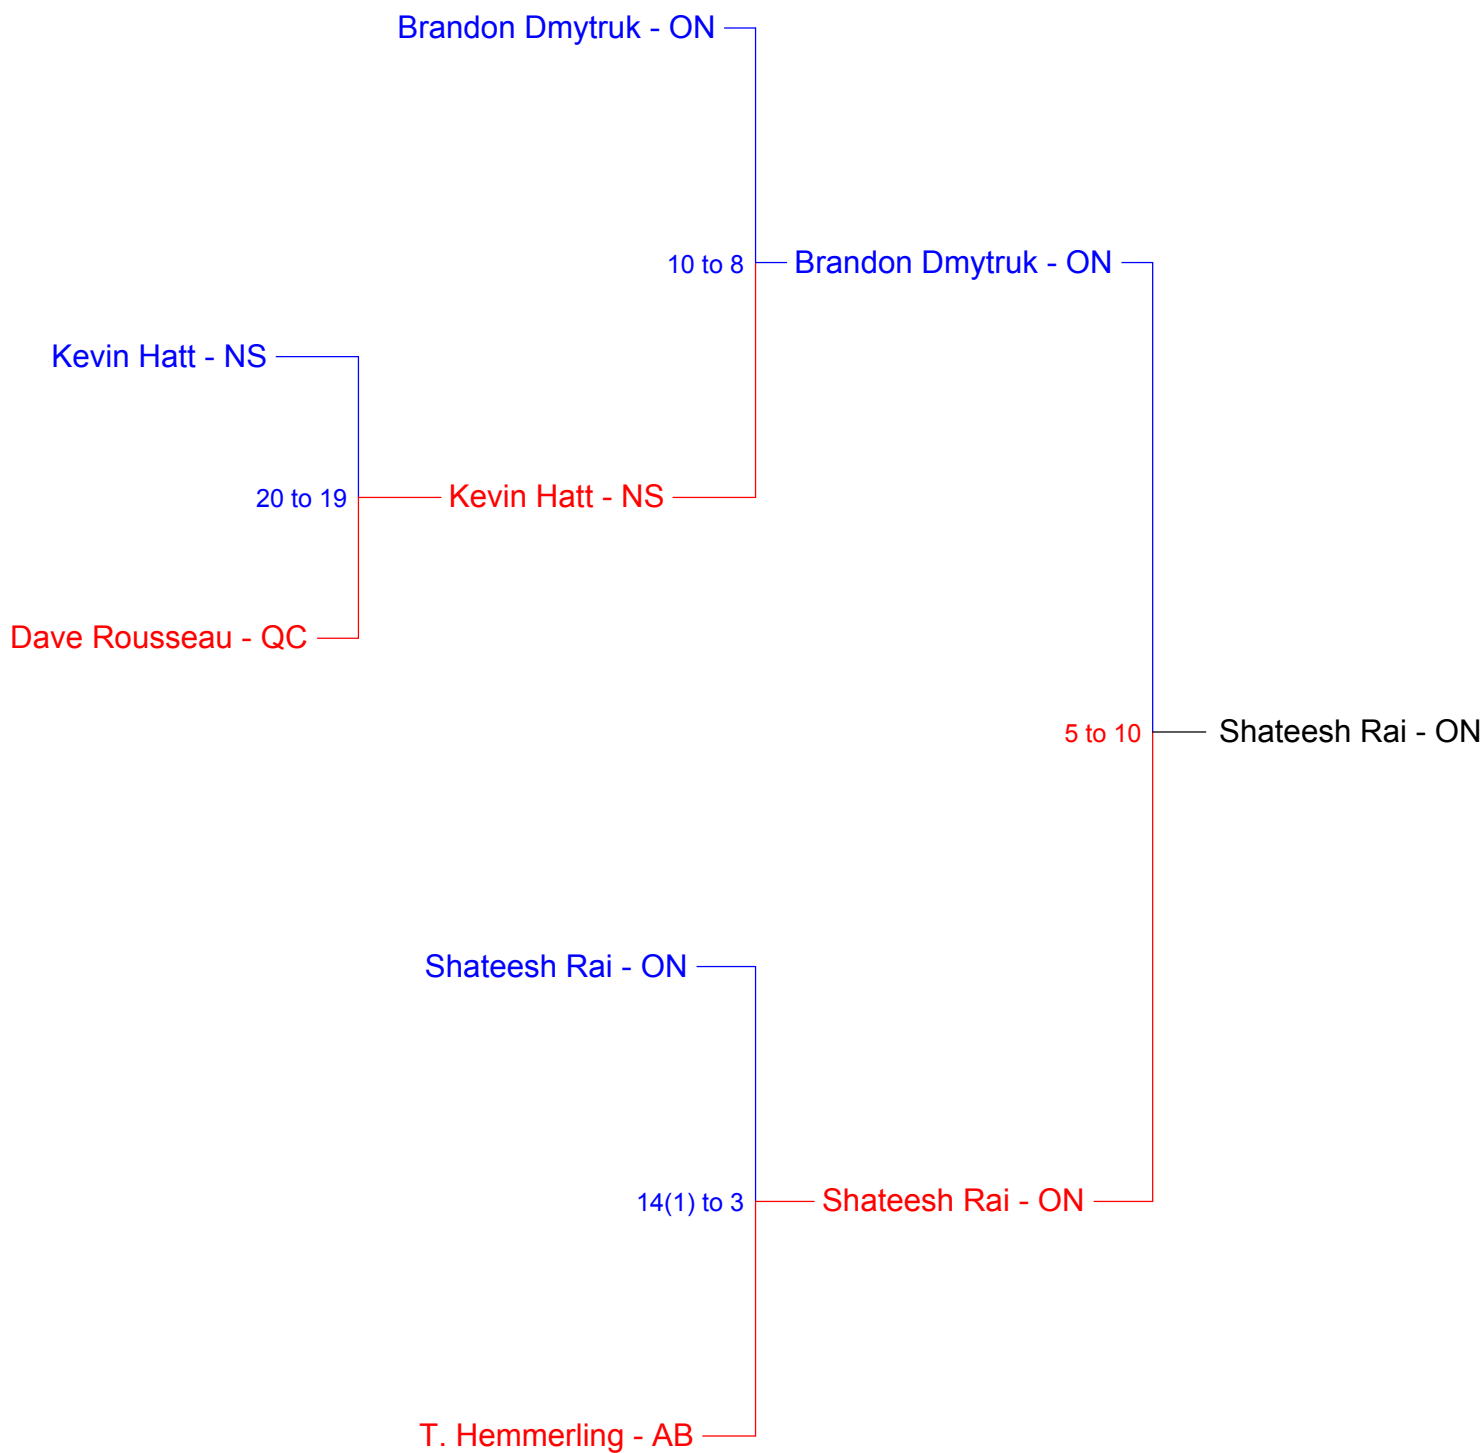 Brandon Dmytruk - ON
10 to 8
Brandon Dmytruk - ON
Kevin Hatt - NS
20 to 19
Kevin Hatt - NS
Dave Rousseau - QC
5 to 10
Shateesh Rai - ON
Shateesh Rai - ON
14(1) to 3
Shateesh Rai - ON
T. Hemmerling - AB